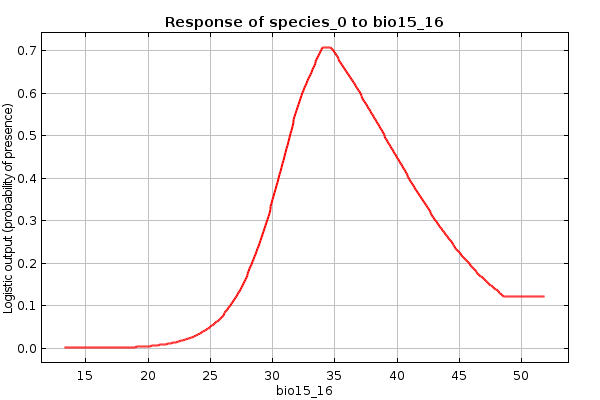 Response of species_0 to bio15_16
Logistic output (probability of presence)
0.7
0.6
0.5
0.4
0.3
0.2
0.1
0.0
15 20 25 30 35 40 45 50
bio15_16